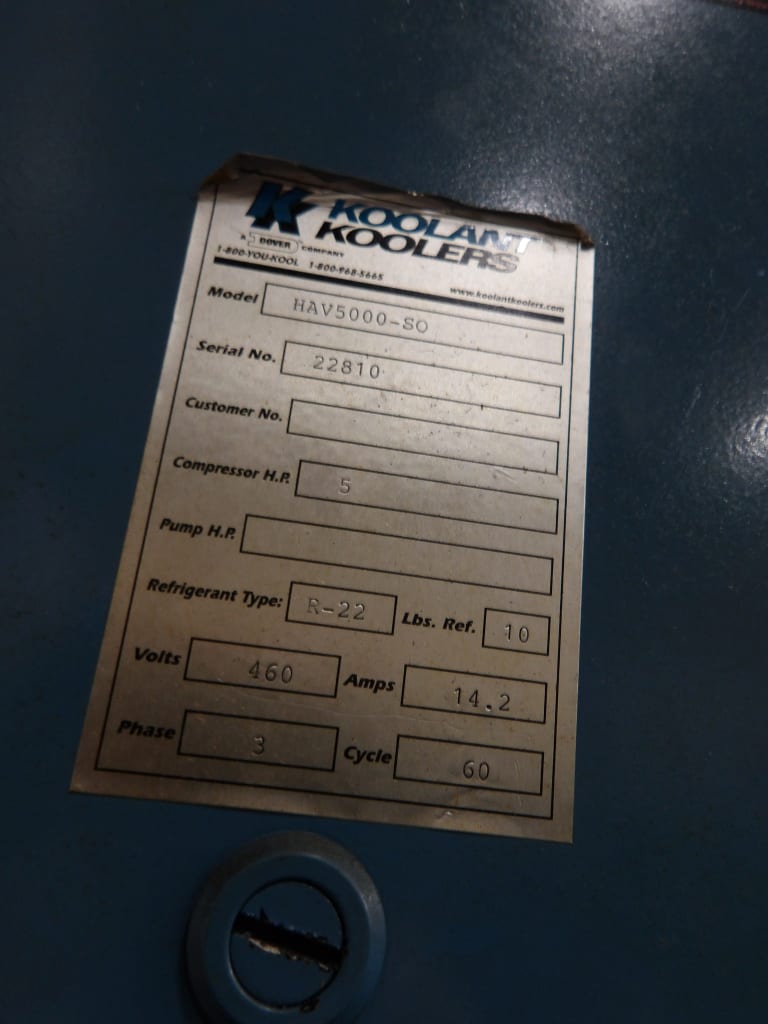 KK KOOLANT
KOOLERS
A DOVER COMPANY
1-800-YOU-KOOL 1-800-968-5665
www.koolantkoolers.com
Model HAV5000-SO
Serial No. 22810
Customer No.
Compressor H.P. 5
Pump H.P.
Refrigerant Type: R-22 Lbs. Ref. 10
Volts 460 Amps 14.2
Phase 3 Cycle 60